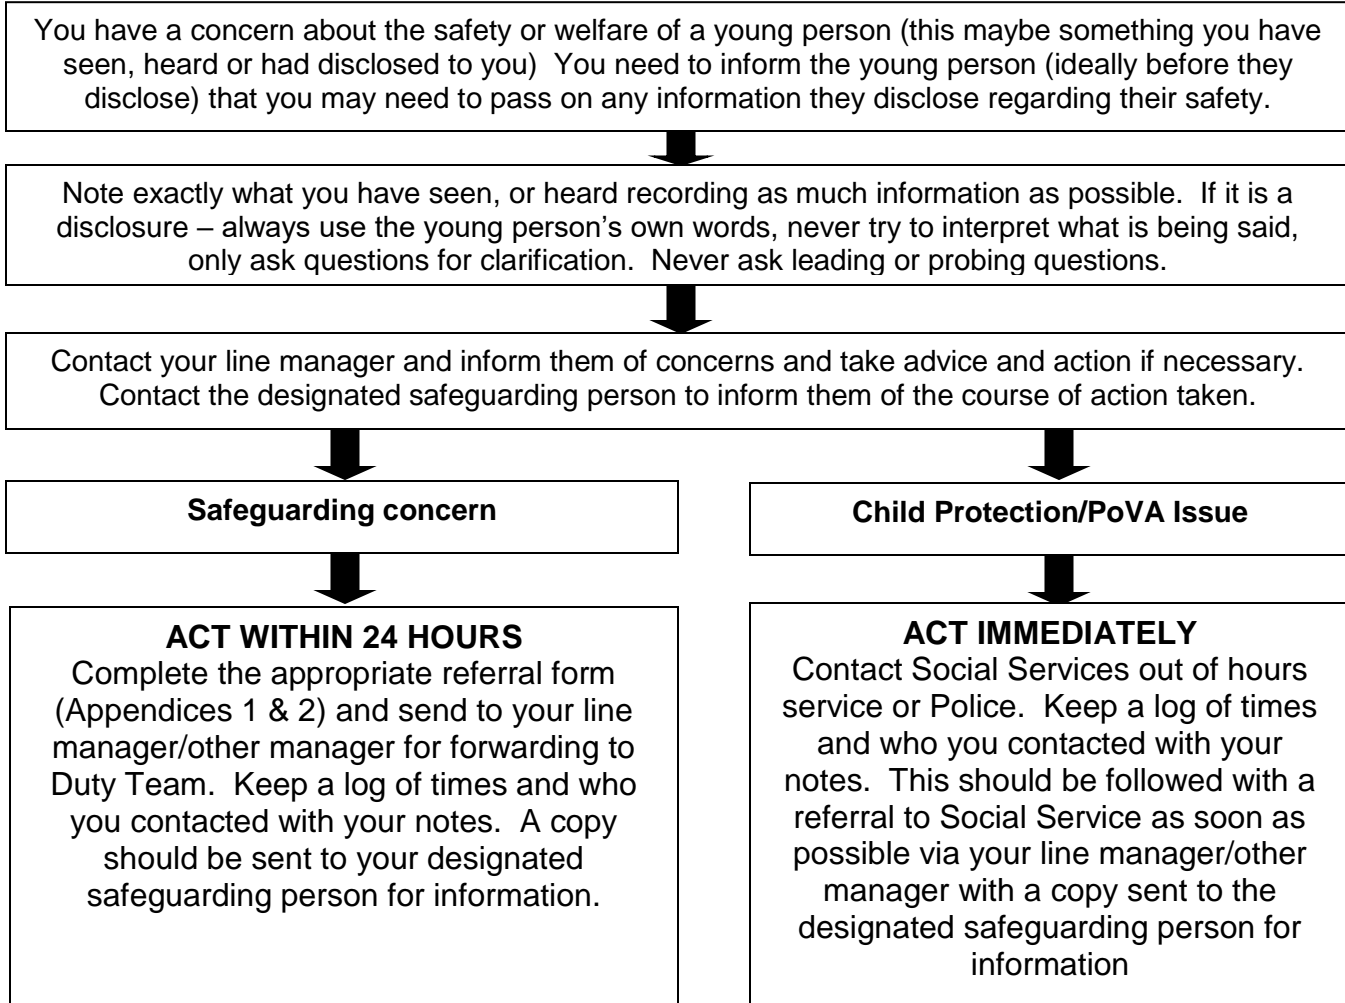 You have a concern about the safety or welfare of a young person (this maybe something you have
seen, heard or had disclosed to you)  You need to inform the young person (ideally before they
disclose) that you may need to pass on any information they disclose regarding their safety.
Note exactly what you have seen, or heard recording as much information as possible.  If it is a
disclosure – always use the young person's own words, never try to interpret what is being said,
only ask questions for clarification.  Never ask leading or probing questions.
Contact your line manager and inform them of concerns and take advice and action if necessary.
Contact the designated safeguarding person to inform them of the course of action taken.
Safeguarding concern
ACT WITHIN 24 HOURS
Complete the appropriate referral form
(Appendices 1 & 2) and send to your line
manager/other manager for forwarding to
Duty Team.  Keep a log of times and who
you contacted with your notes.  A copy
should be sent to your designated
safeguarding person for information.
Child Protection/PoVA Issue
ACT IMMEDIATELY
Contact Social Services out of hours
service or Police.  Keep a log of times
and who you contacted with your
notes.  This should be followed with a
referral to Social Service as soon as
possible via your line manager/other
manager with a copy sent to the
designated safeguarding person for
information